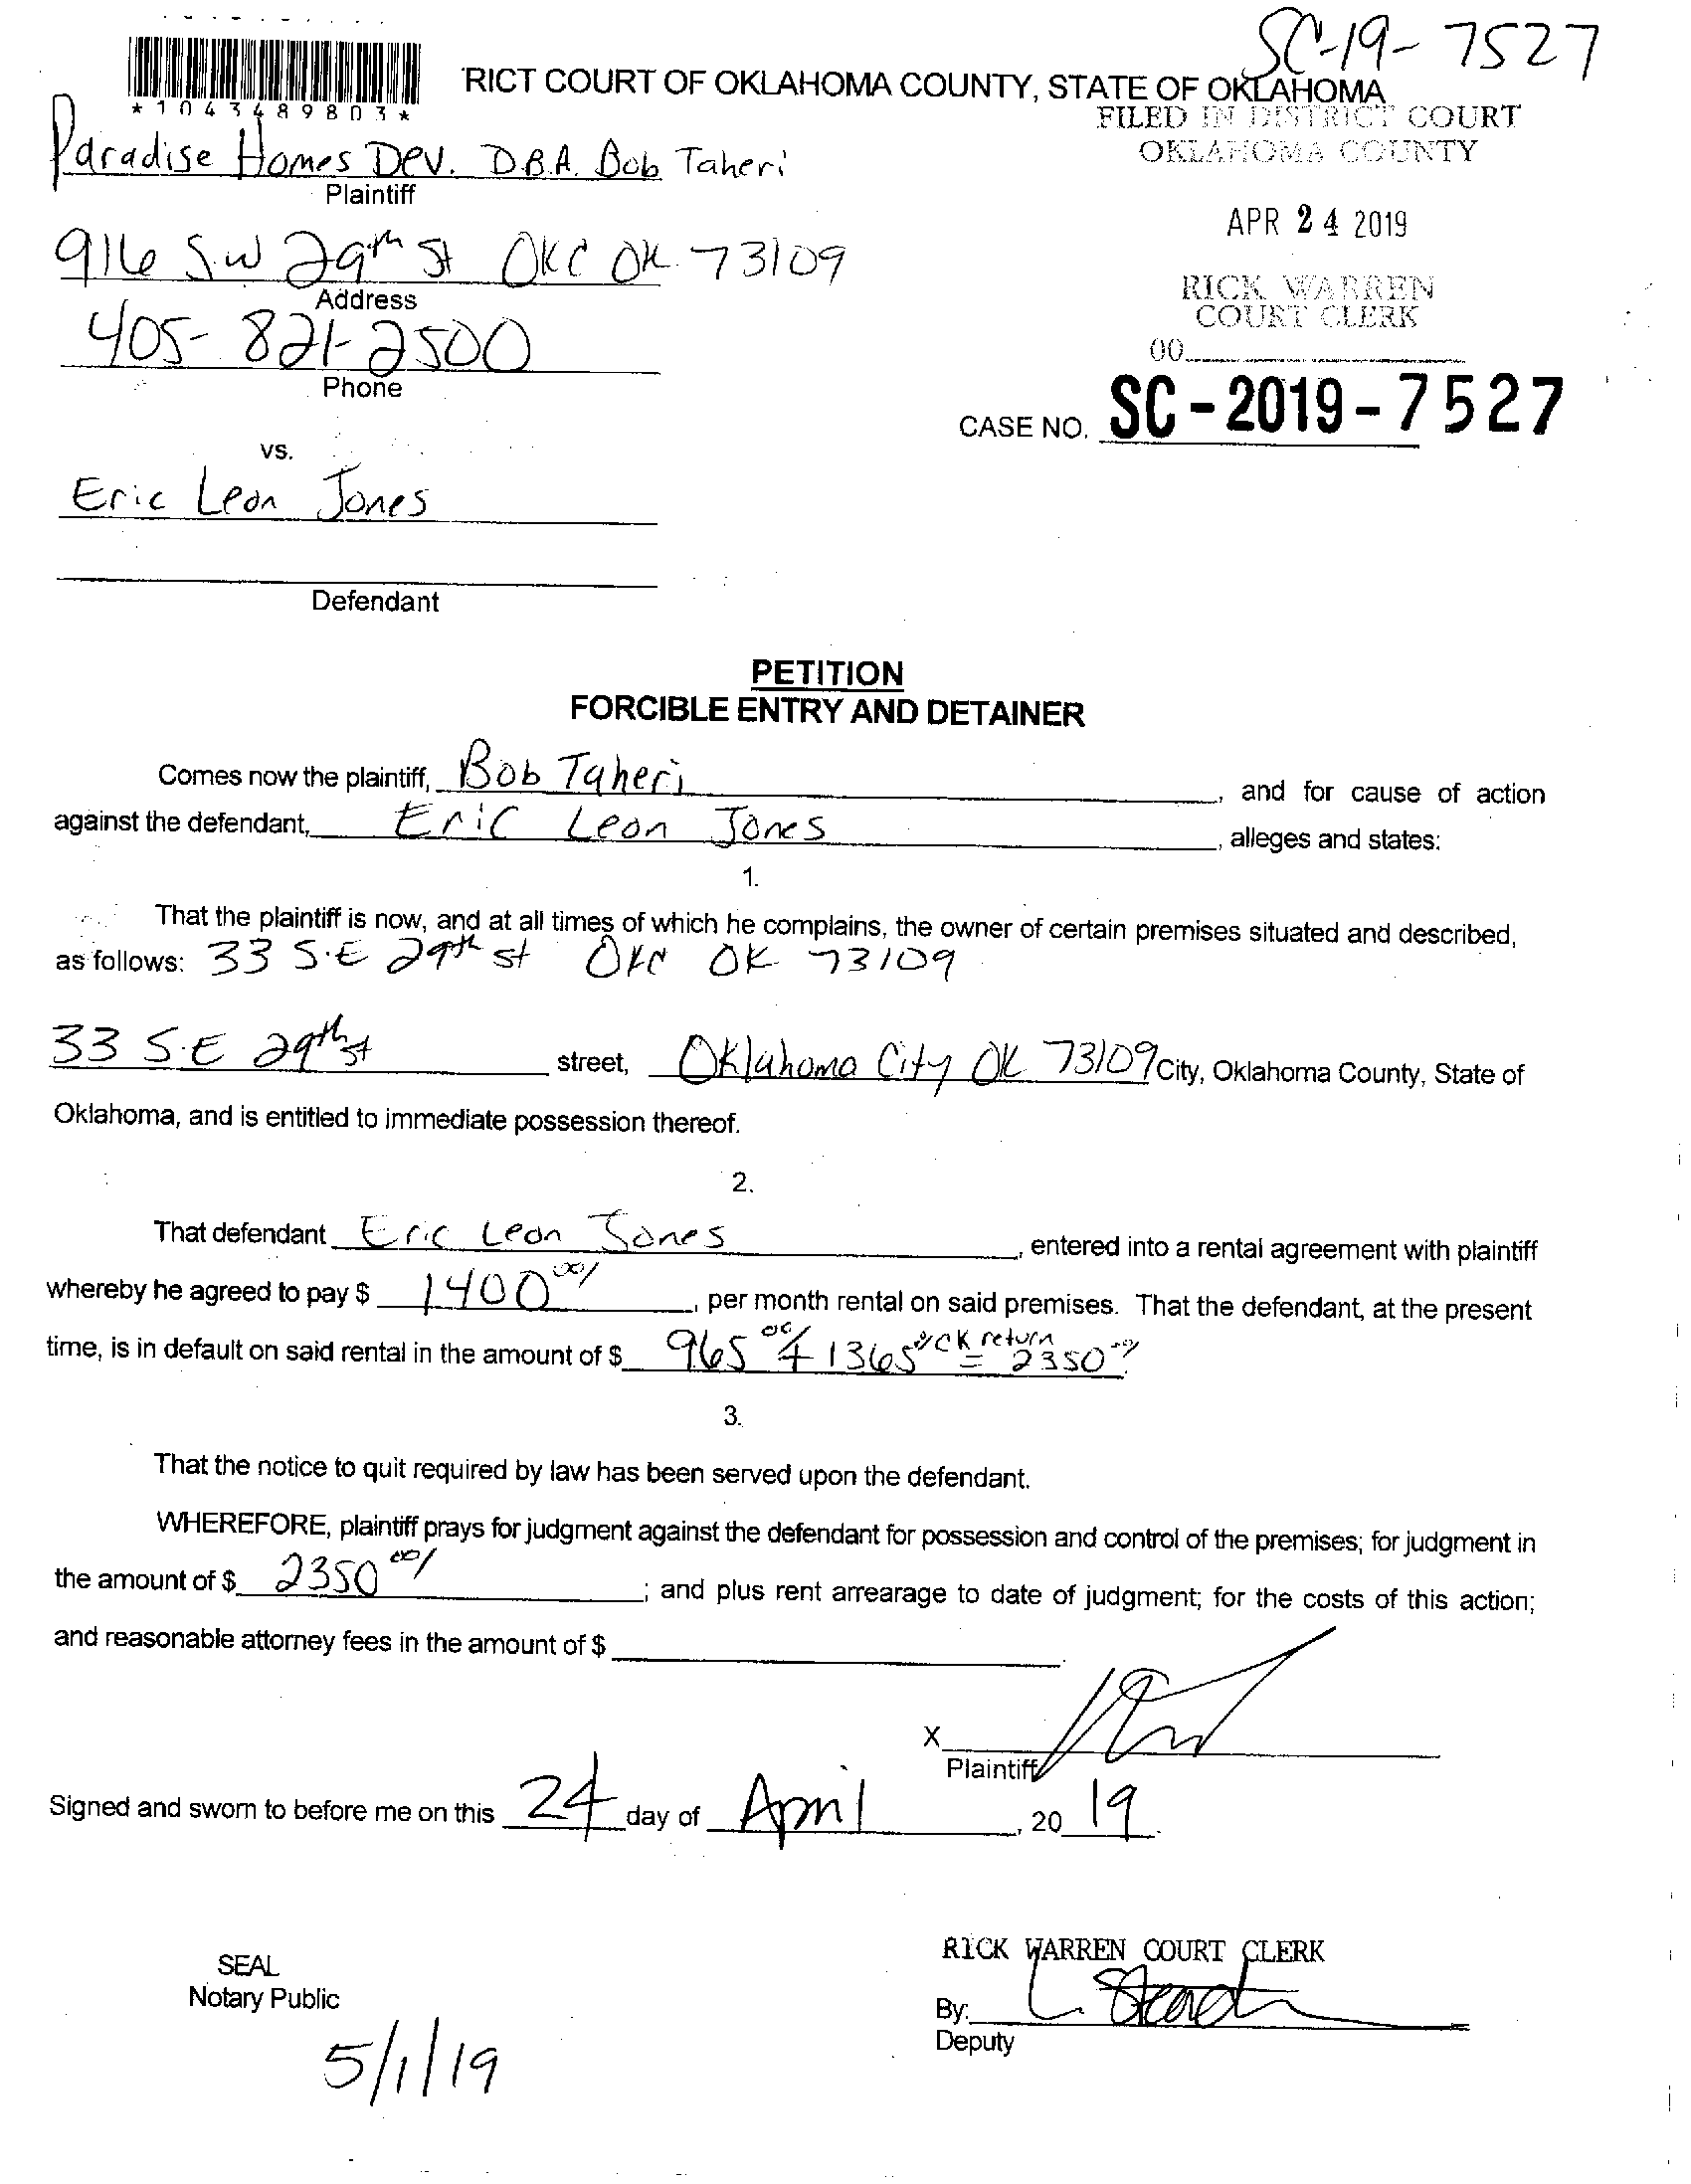 SC-19-7527
RICT COURT OF OKLAHOMA COUNTY, STATE OF OKLAHOMA
*1043489803*
FILED IN DISTRICT COURT
OKLAHOMA COUNTY
Paradise Homes Dev. D.B.A. Bob Taheri
Plaintiff
APR 24 2019
916 SW 29th St OKC OK 73109
Address
RICK WARREN
COURT CLERK
405-821-2500
Phone
00
CASE NO. SC-2019-7527
vs.
Eric Leon Jones
Defendant
PETITION
FORCIBLE ENTRY AND DETAINER
Comes now the plaintiff, Bob Taheri, and for cause of action
against the defendant, Eric Leon Jones, alleges and states:
1.
That the plaintiff is now, and at all times of which he complains, the owner of certain premises situated and described,
as follows: 33 S.E 29th st OKC OK 73109
33 S.E 29th st street, Oklahoma City OK 73109 City, Oklahoma County, State of
Oklahoma, and is entitled to immediate possession thereof.
2.
That defendant Eric Leon Jones, entered into a rental agreement with plaintiff
whereby he agreed to pay $ 1400 00/, per month rental on said premises. That the defendant, at the present
time, is in default on said rental in the amount of $ 965 00/ + 1365 CK return = 2350
3.
That the notice to quit required by law has been served upon the defendant.
WHEREFORE, plaintiff prays for judgment against the defendant for possession and control of the premises; for judgment in
the amount of $ 2350 00/; and plus rent arrearage to date of judgment; for the costs of this action;
and reasonable attorney fees in the amount of $
X
Plaintiff
Signed and sworn to before me on this 24 day of April, 20 19.
RICK WARREN COURT CLERK
SEAL
Notary Public
By:
Deputy
5/1/19